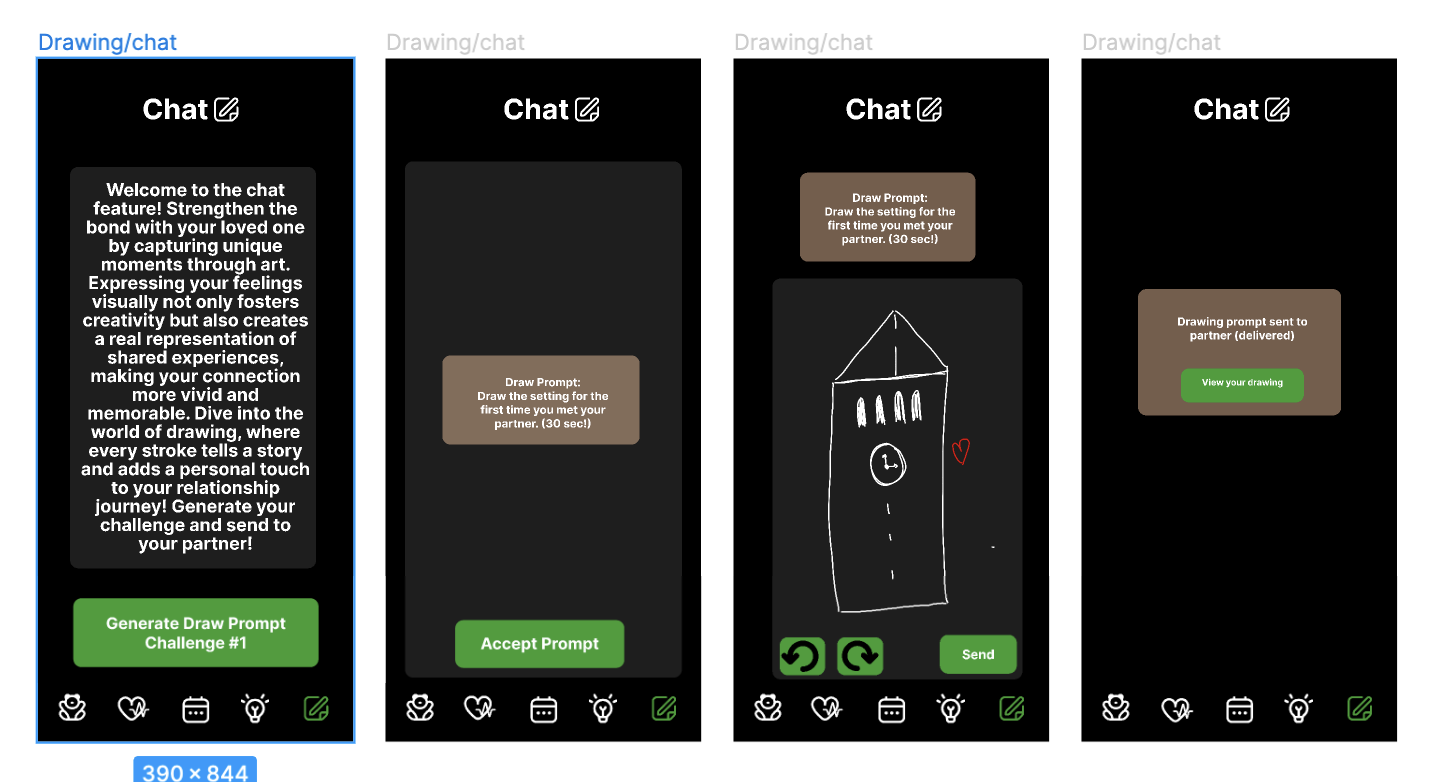 Drawing/chat
Chat
Welcome to the chat
feature! Strengthen the
bond with your loved one
by capturing unique
moments through art.
Expressing your feelings
visually not only fosters
creativity but also creates
a real representation of
shared experiences,
making your connection
more vivid and
memorable. Dive into the
world of drawing, where
every stroke tells a story
and adds a personal touch
to your relationship
journey! Generate your
challenge and send to
your partner!
Generate Draw Prompt
Challenge #1
390 × 844
Drawing/chat
Chat
Draw Prompt:
Draw the setting for the
first time you met your
partner. (30 sec!)
Accept Prompt
Drawing/chat
Chat
Draw Prompt:
Draw the setting for the
first time you met your
partner. (30 sec!)
Send
Drawing/chat
Chat
Drawing prompt sent to
partner (delivered)
View your drawing